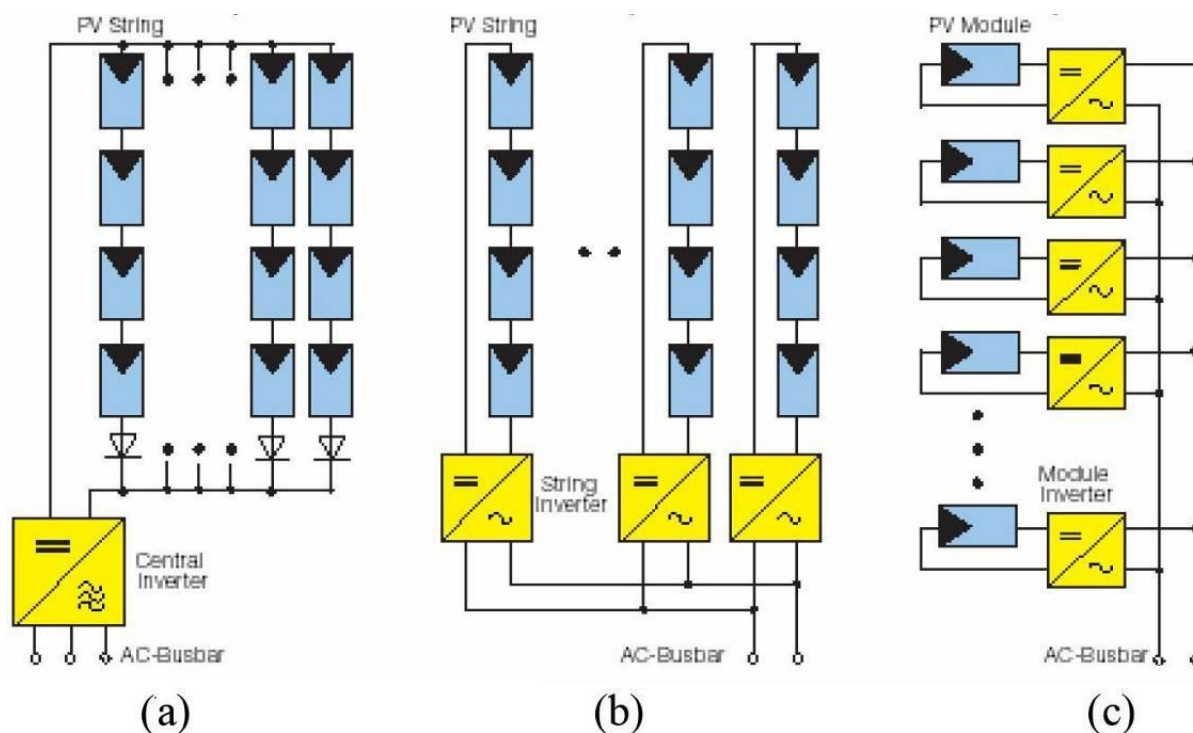 PV String
Central
Inverter
AC-Busbar
(a)
PV String
String
Inverter
AC-Busbar
(b)
PV Module
Module
Inverter
AC-Busbar
(c)